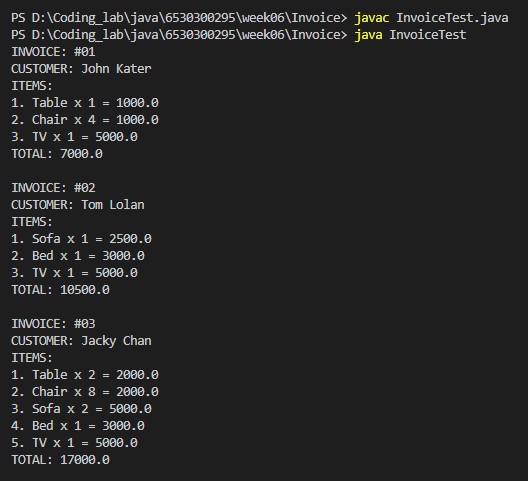 PS D:\Coding_lab\java\6530300295\week06\Invoice> javac InvoiceTest.java
PS D:\Coding_lab\java\6530300295\week06\Invoice> java InvoiceTest
INVOICE: #01
CUSTOMER: John Kater
ITEMS:
1. Table x 1 = 1000.0
2. Chair x 4 = 1000.0
3. TV x 1 = 5000.0
TOTAL: 7000.0
INVOICE: #02
CUSTOMER: Tom Lolan
ITEMS:
1. Sofa x 1 = 2500.0
2. Bed x 1 = 3000.0
3. TV x 1 = 5000.0
TOTAL: 10500.0
INVOICE: #03
CUSTOMER: Jacky Chan
ITEMS:
1. Table x 2 = 2000.0
2. Chair x 8 = 2000.0
3. Sofa x 2 = 5000.0
4. Bed x 1 = 3000.0
5. TV x 1 = 5000.0
TOTAL: 17000.0